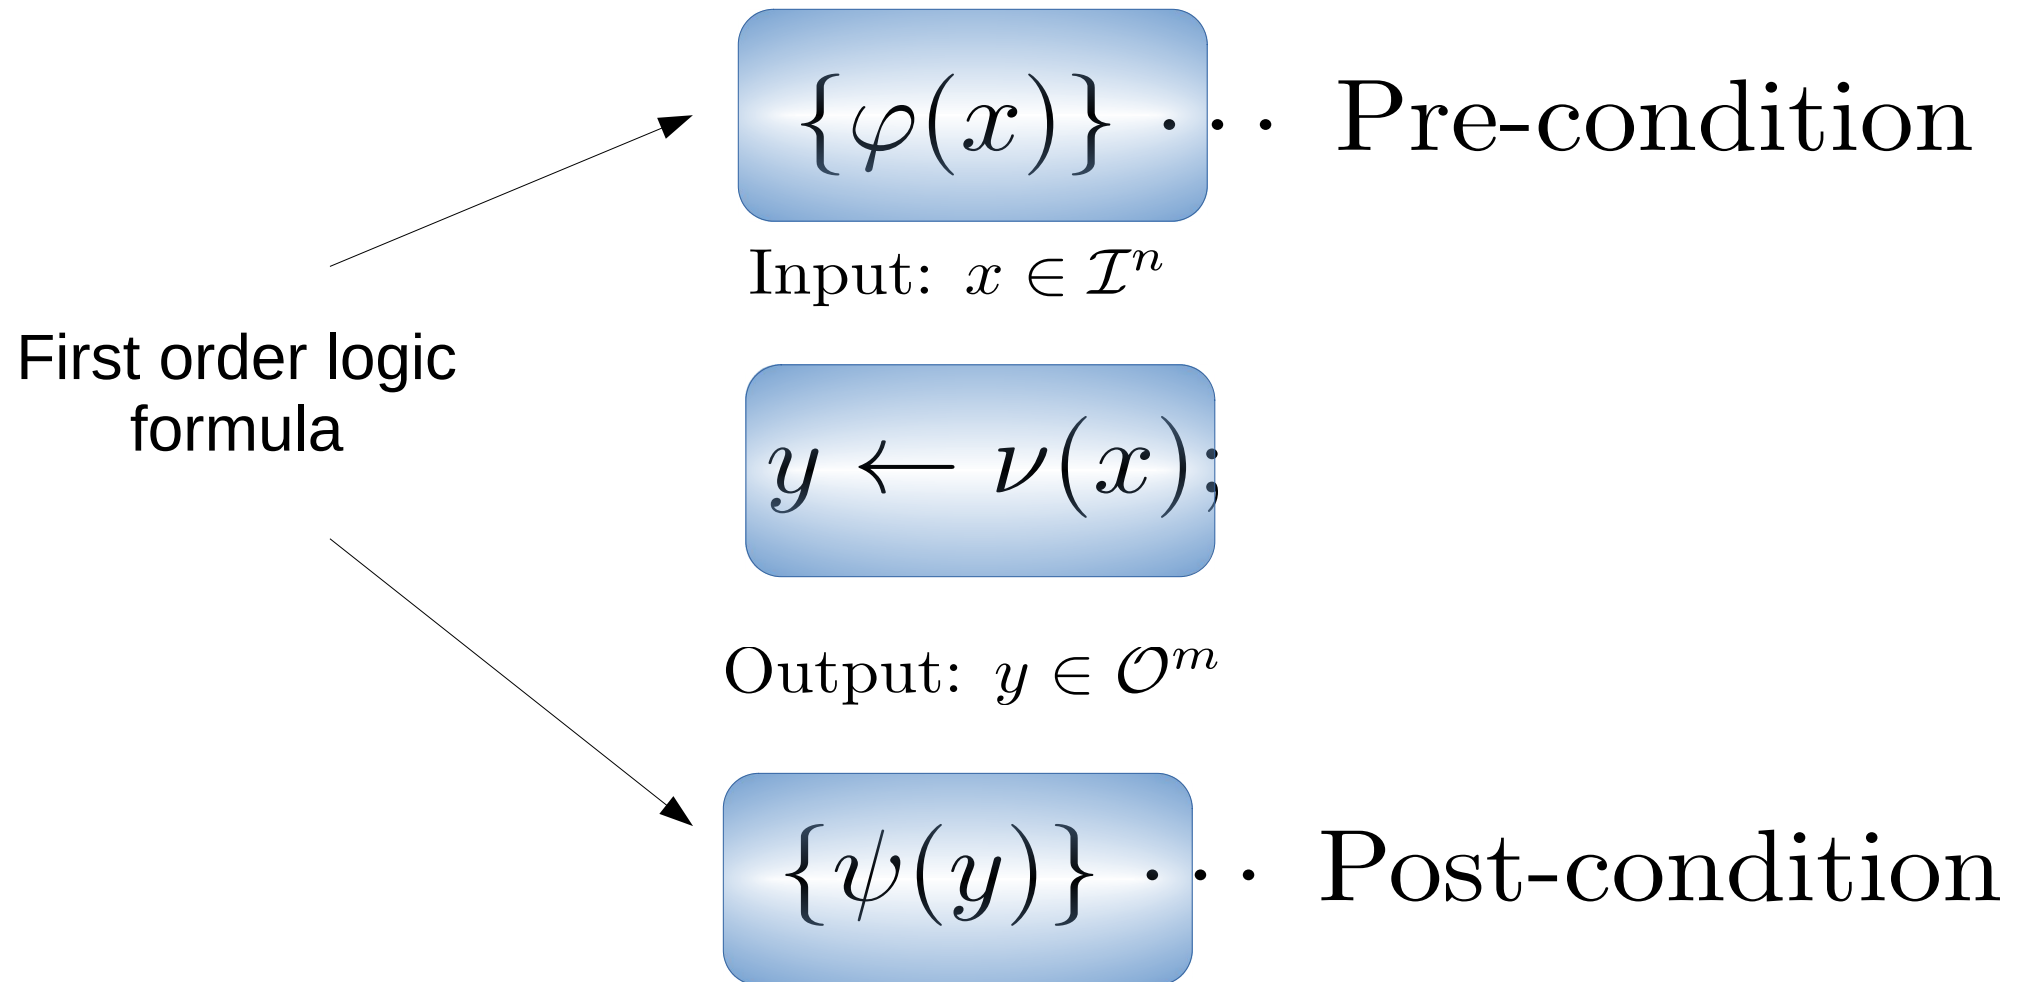 {φ(x)} ··· Pre-condition
Input: x ∈ ℐⁿ
First order logic
formula
y ← ν(x);
Output: y ∈ 𝒪ᵐ
{ψ(y)} ··· Post-condition